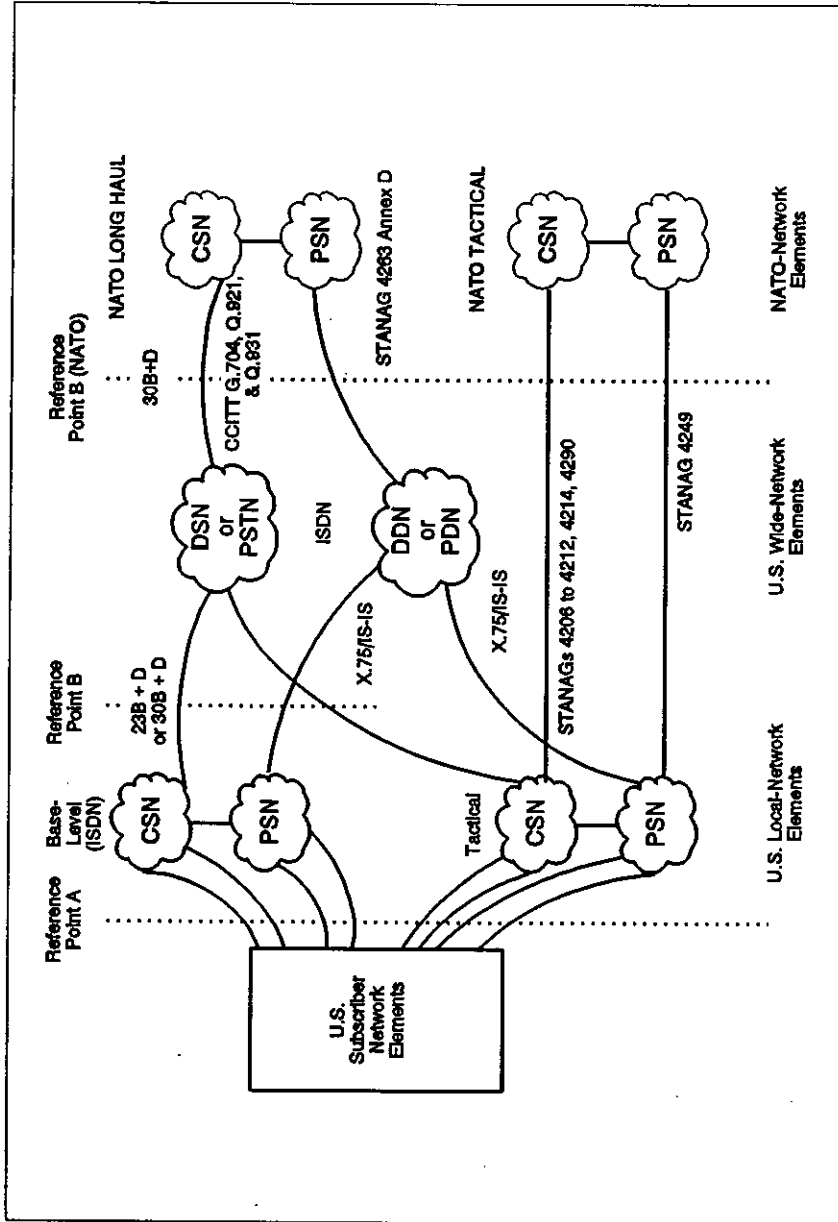 Reference
Point A
Base-
Level
(ISDN)
Reference
Point B
Reference
Point B (NATO)
NATO LONG HAUL
23B + D
or 30B + D
30B+D
CSN
DSN
or
PSTN
CSN
CCITT G.704, Q.921,
& Q.931
PSN
ISDN
PSN
X.75/IS-IS
STANAG 4263 Annex D
U.S.
Subscriber
Network
Elements
DDN
or
PDN
X.75/IS-IS
Tactical
NATO TACTICAL
CSN
CSN
STANAGs 4206 to 4212, 4214, 4290
PSN
PSN
STANAG 4249
U.S. Local-Network
Elements
U.S. Wide-Network
Elements
NATO-Network
Elements